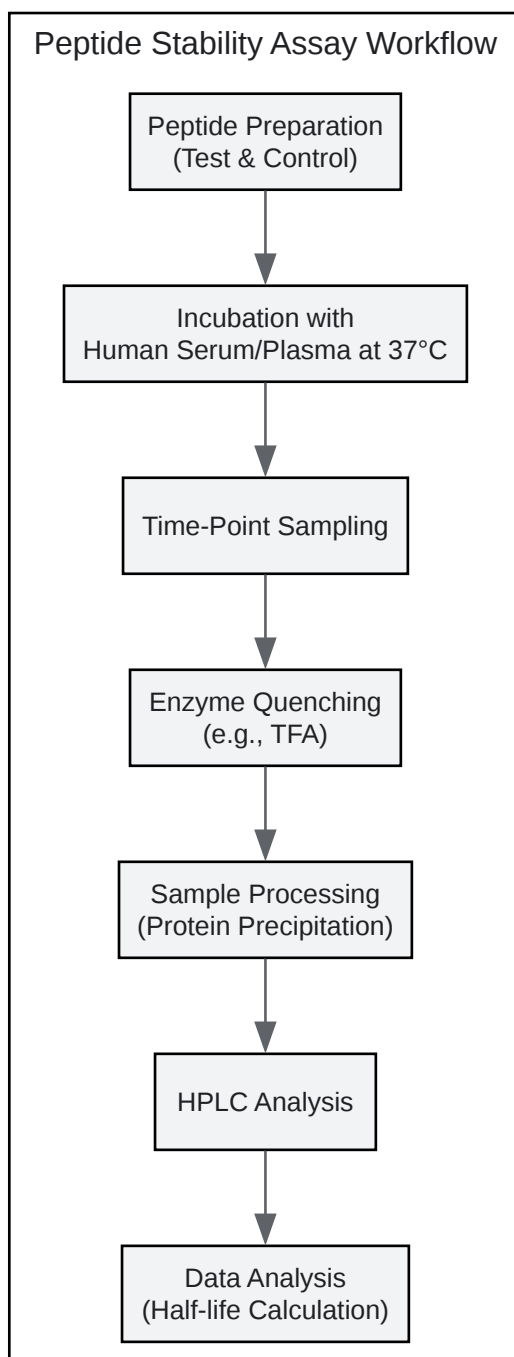 Peptide Stability Assay Workflow
Peptide Preparation
(Test & Control)
Incubation with
Human Serum/Plasma at 37°C
Time-Point Sampling
Enzyme Quenching
(e.g., TFA)
Sample Processing
(Protein Precipitation)
HPLC Analysis
Data Analysis
(Half-life Calculation)